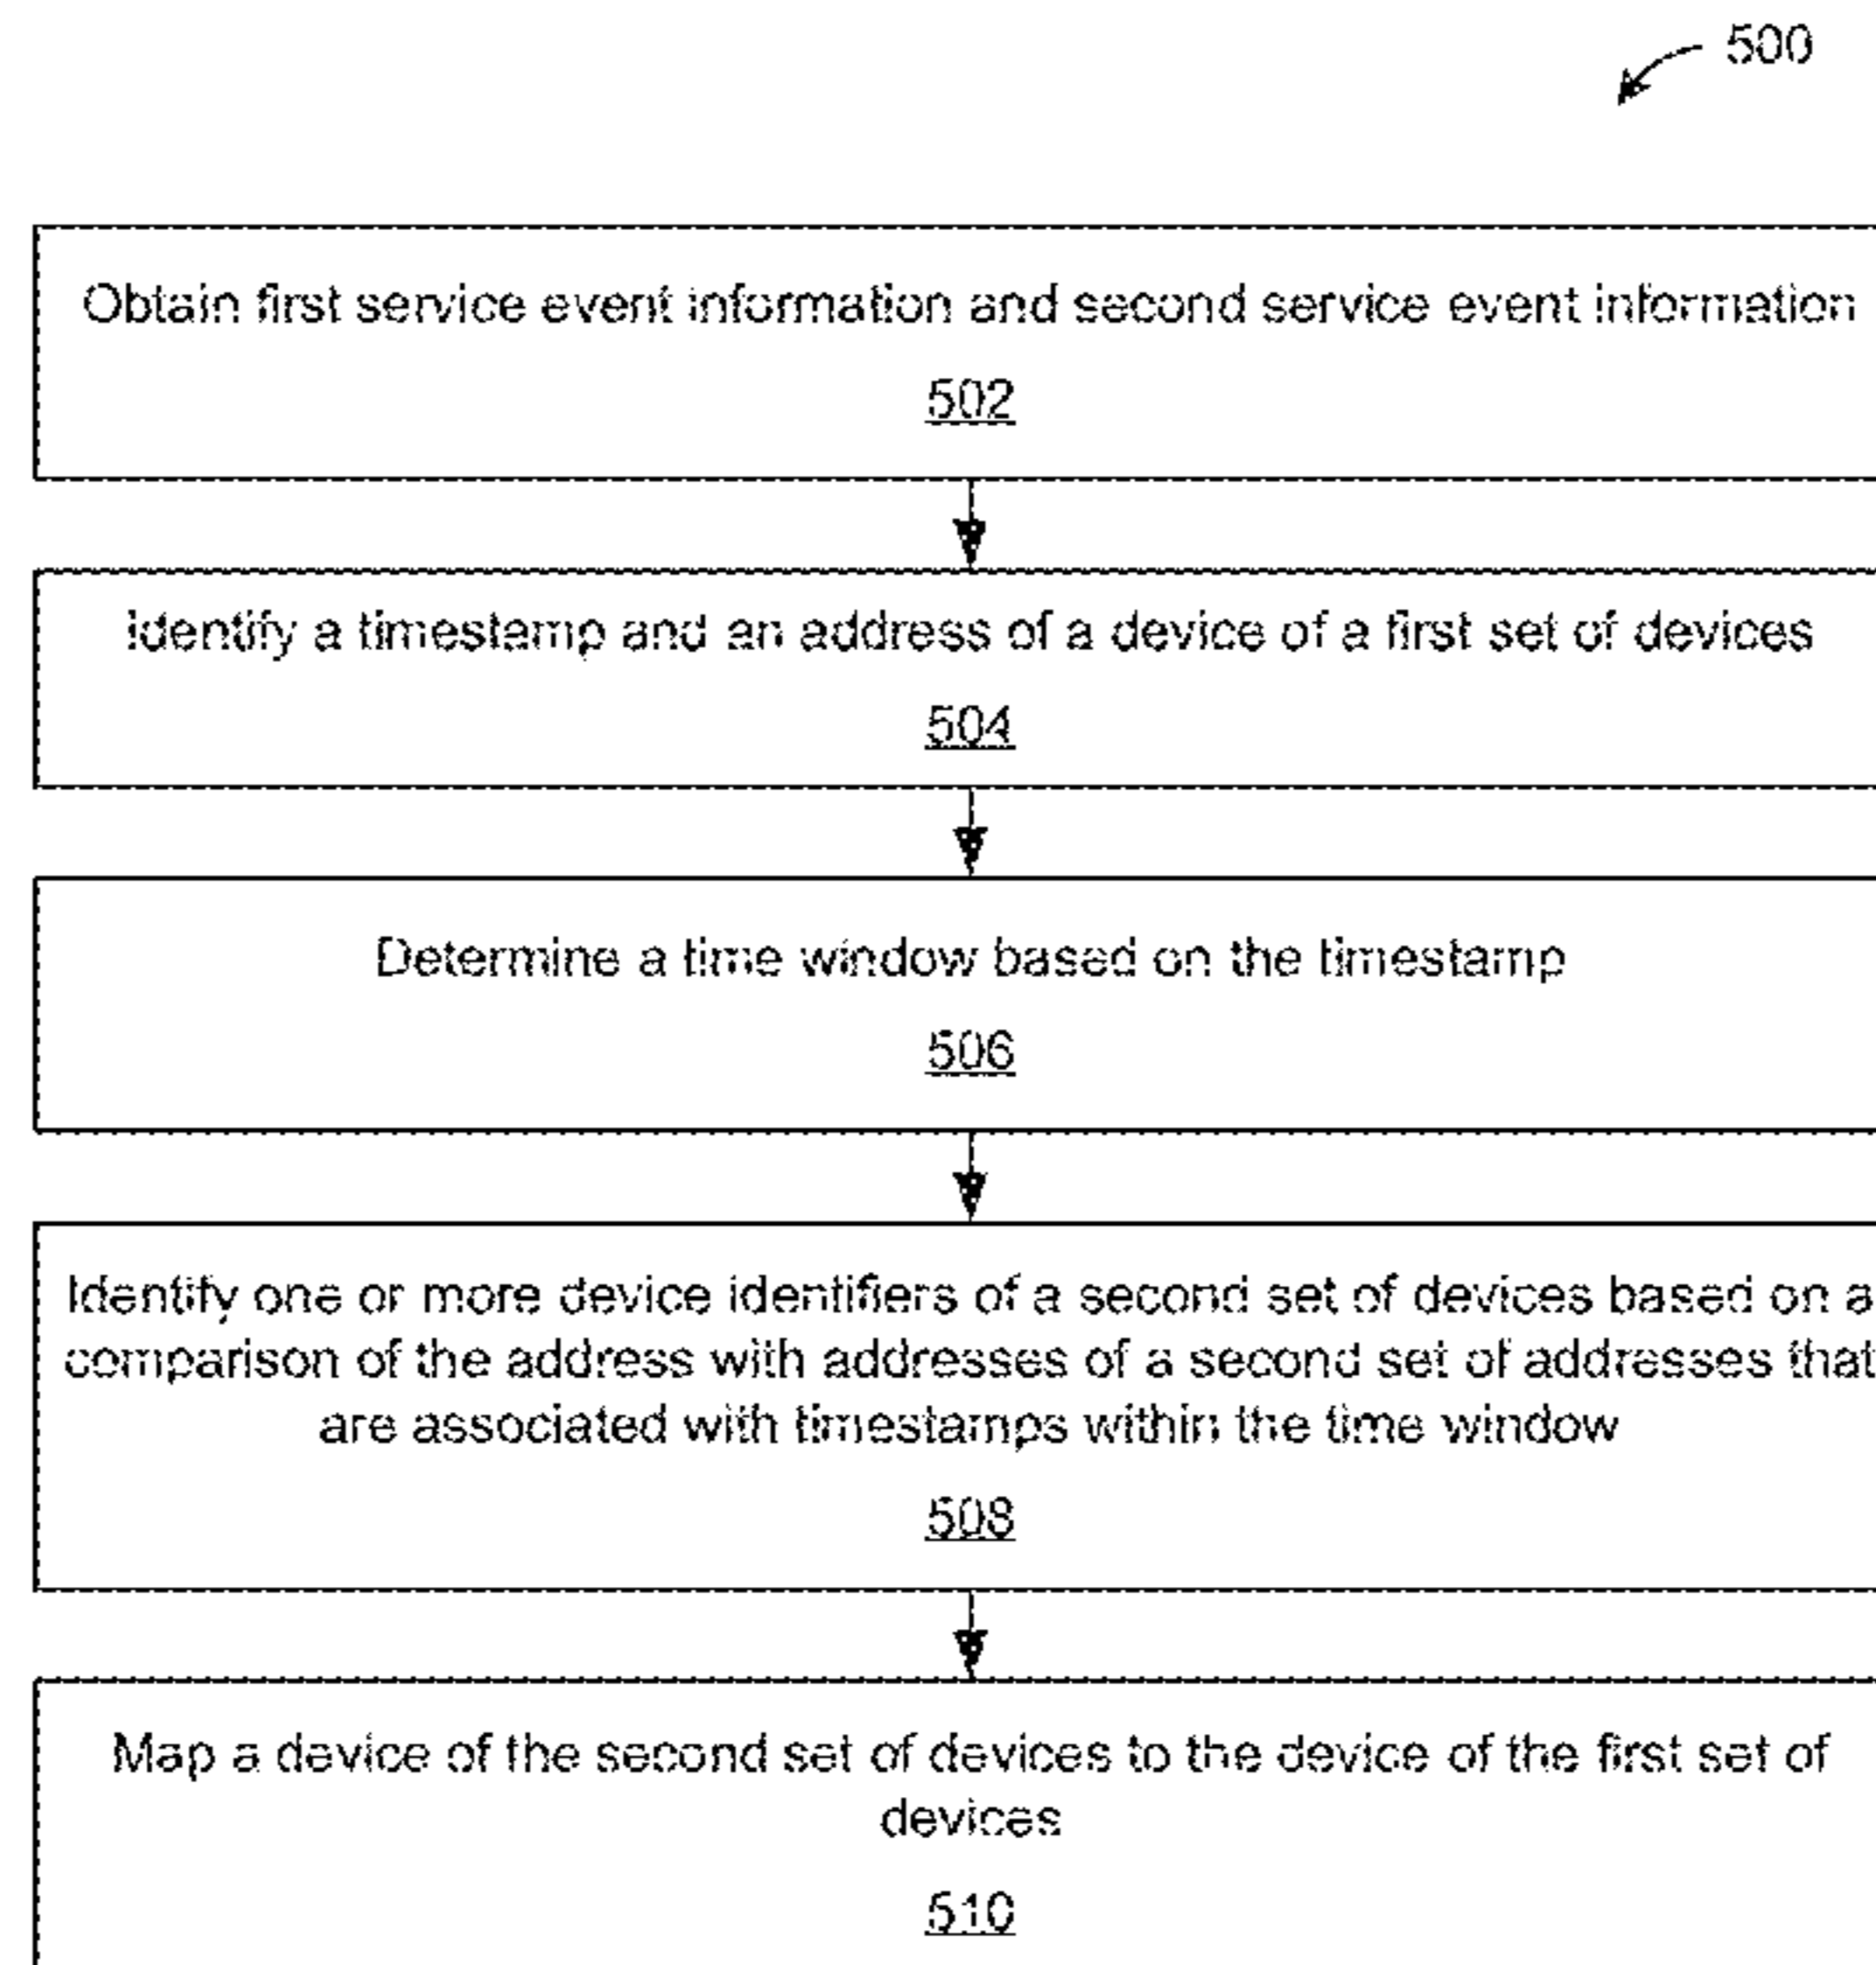 500
Obtain first service event information and second service event information
502
Identify a timestamp and an address of a device of a first set of devices
504
Determine a time window based on the timestamp
506
Identify one or more device identifiers of a second set of devices based on a
comparison of the address with addresses of a second set of addresses that
are associated with timestamps within the time window
508
Map a device of the second set of devices to the device of the first set of
devices
510